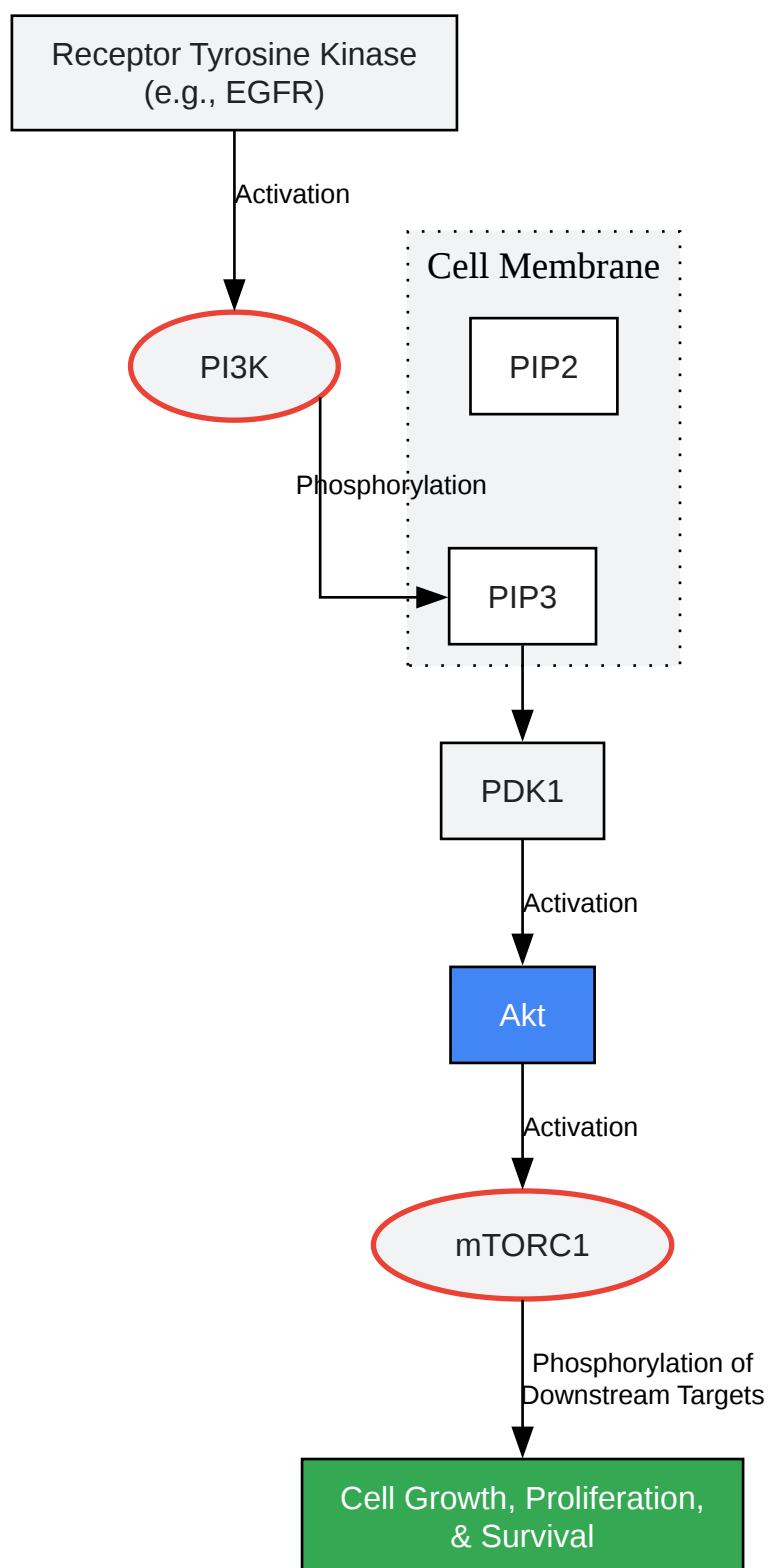 Receptor Tyrosine Kinase
(e.g., EGFR)
Activation
Cell Membrane
PI3K
PIP2
Phosphorylation
PIP3
PDK1
Activation
Akt
Activation
mTORC1
Phosphorylation of
Downstream Targets
Cell Growth, Proliferation,
& Survival